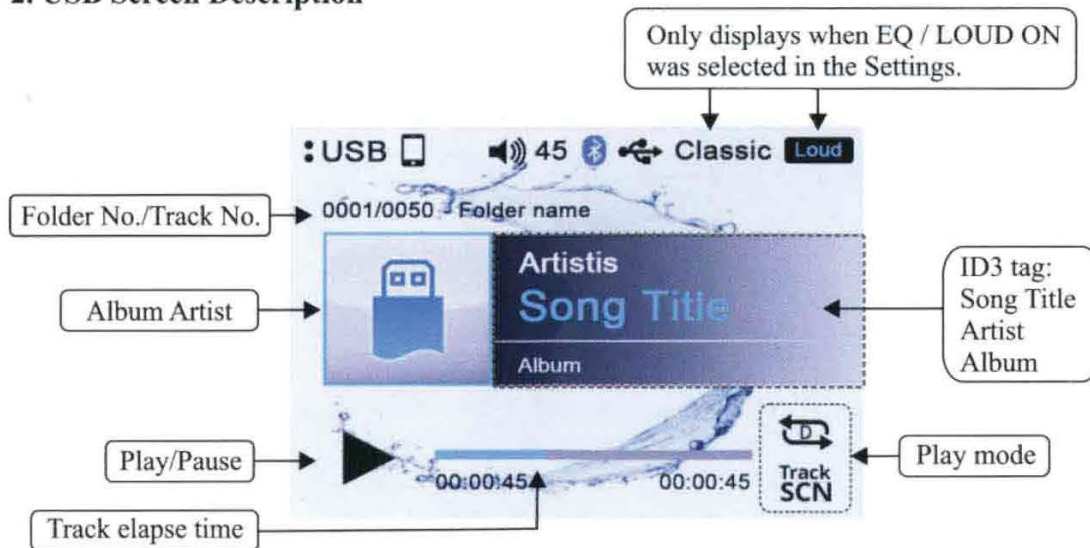 2. USB Screen Description
Only displays when EQ / LOUD ON
was selected in the Settings.
:USB 45 Classic Loud
Folder No./Track No.
0001/0050 - Folder name
Artistis
Song Title
Album
Album Artist
ID3 tag:
Song Title
Artist
Album
Play/Pause
00:00:45 00:00:45
D
Track
SCN
Play mode
Track elapse time